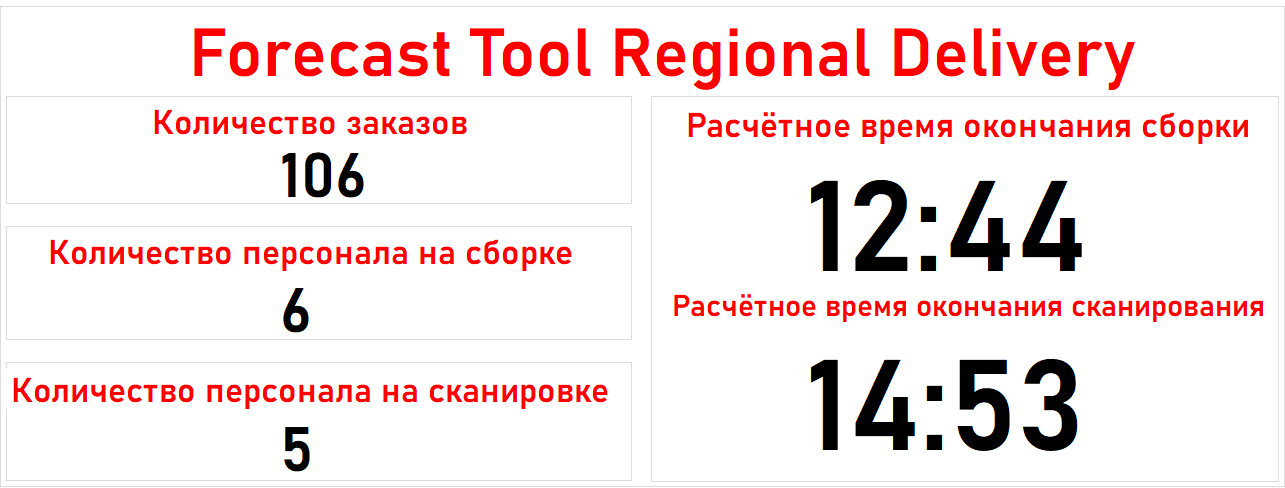 Forecast Tool Regional Delivery
Количество заказов
106
Количество персонала на сборке
6
Количество персонала на сканировке
5
Расчётное время окончания сборки
12:44
Расчётное время окончания сканирования
14:53